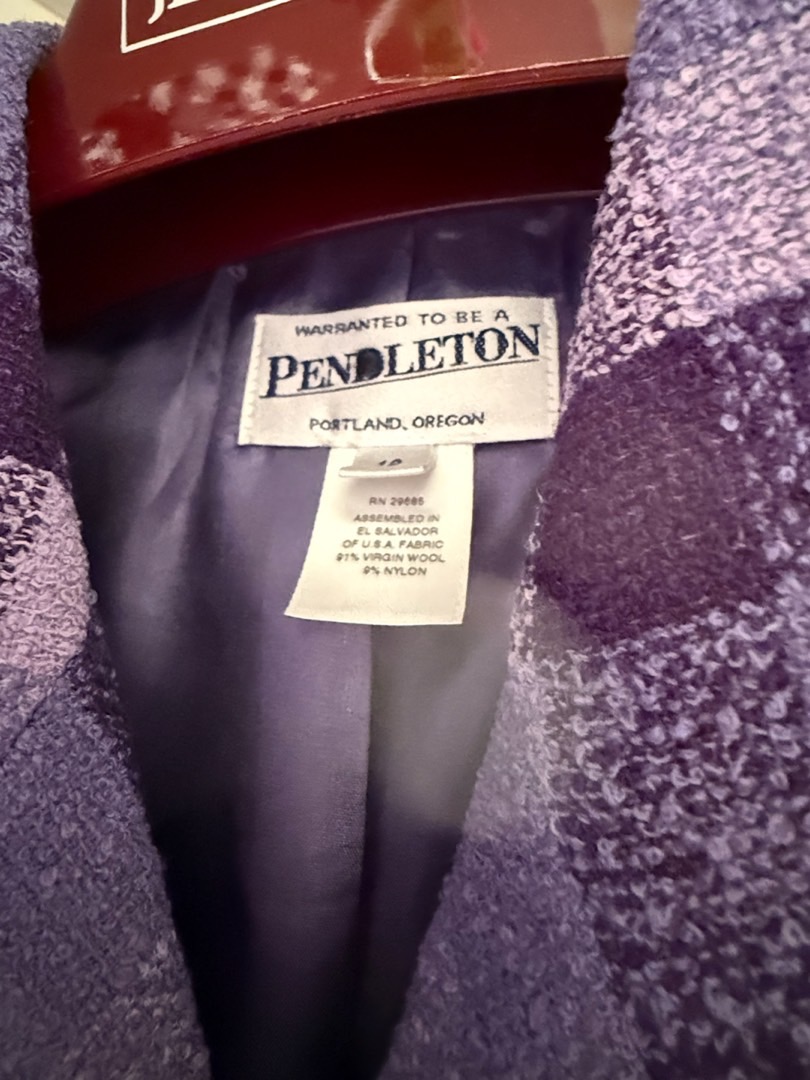 WARRANTED TO BE A
PENDLETON
PORTLAND, OREGON
RN 29685
ASSEMBLED IN
EL SALVADOR
OF U.S.A. FABRIC
91% VIRGIN WOOL
9% NYLON